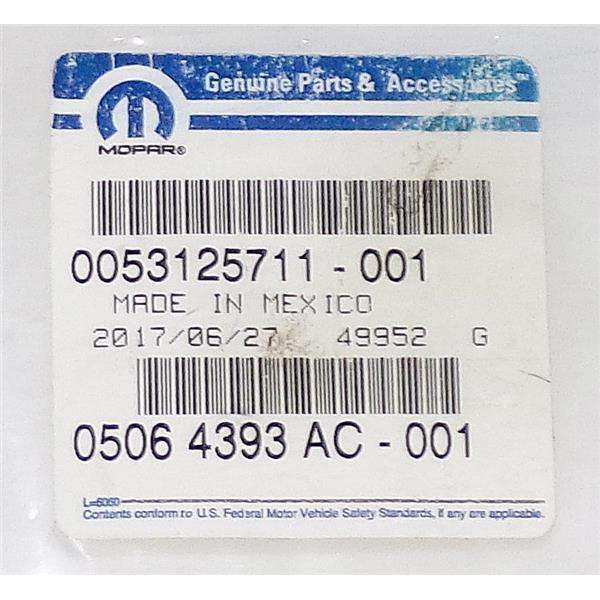 Genuine Parts & Accessories™
MOPAR®
0053125711 - 001
MADE IN MEXICO
2017/06/27 49952 G
0506 4393 AC - 001
L=6060
Contents conform to U.S. Federal Motor Vehicle Safety Standards, if any are applicable.